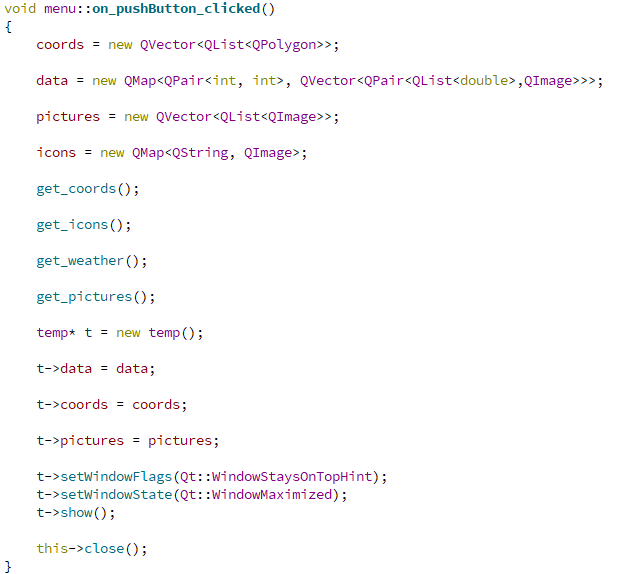 void menu::on_pushButton_clicked()
{
coords = new QVector<QList<QPolygon>>;
data = new QMap<QPair<int, int>, QVector<QPair<QList<double>,QImage>>>;
pictures = new QVector<QList<QImage>>;
icons = new QMap<QString, QImage>;
get_coords();
get_icons();
get_weather();
get_pictures();
temp* t = new temp();
t->data = data;
t->coords = coords;
t->pictures = pictures;
t->setWindowFlags(Qt::WindowStaysOnTopHint);
t->setWindowState(Qt::WindowMaximized);
t->show();
this->close();
}